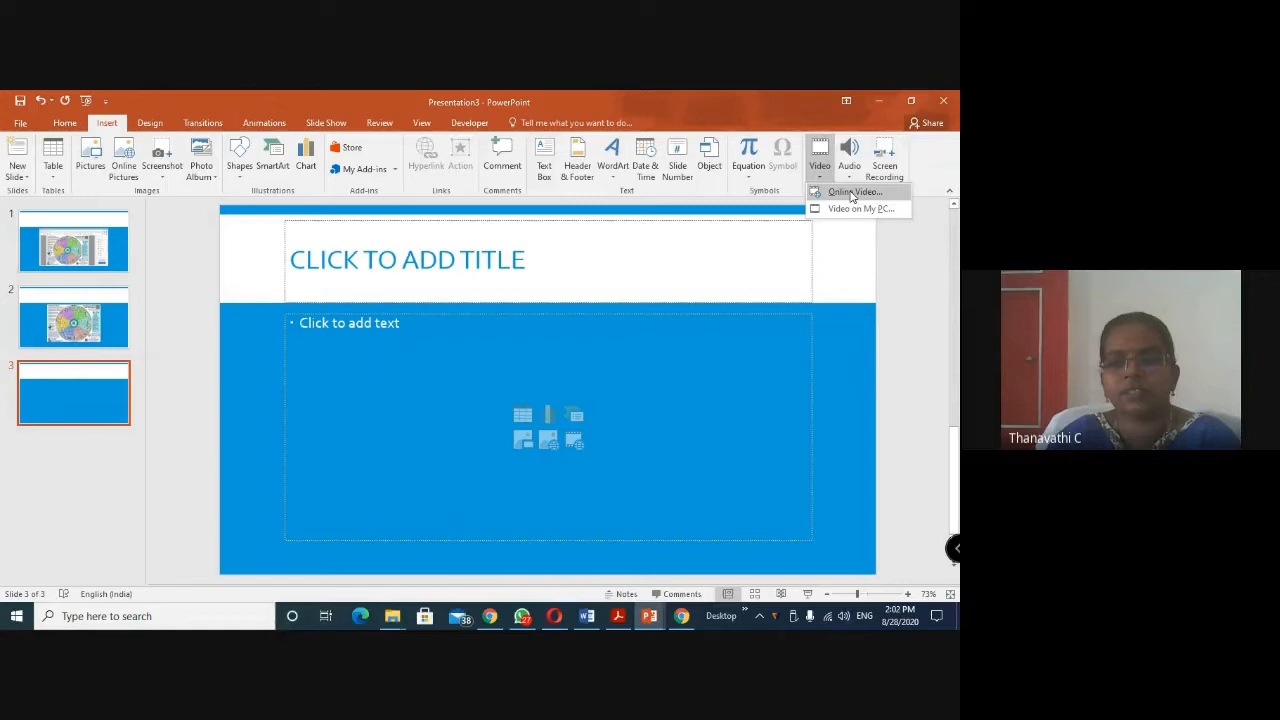 Presentation3 - PowerPoint
File Home Insert Design Transitions Animations Slide Show Review View Developer Tell me what you want to do... Share
New Slide
Table
Pictures
Online Pictures
Screenshot
Photo Album
Shapes
SmartArt
Chart
Store
My Add-ins
Hyperlink
Action
Comment
Text Box
Header & Footer
WordArt
Date & Time
Slide Number
Object
Equation
Symbol
Video
Audio
Screen Recording
Slides Tables Images Illustrations Add-ins Links Comments Text Symbols
Online Video...
Video on My PC...
1
2
3
CLICK TO ADD TITLE
• Click to add text
Thanavathi C
Slide 3 of 3 English (India) Notes Comments 73%
Type here to search
38
27
Desktop
ENG
2:02 PM
8/28/2020